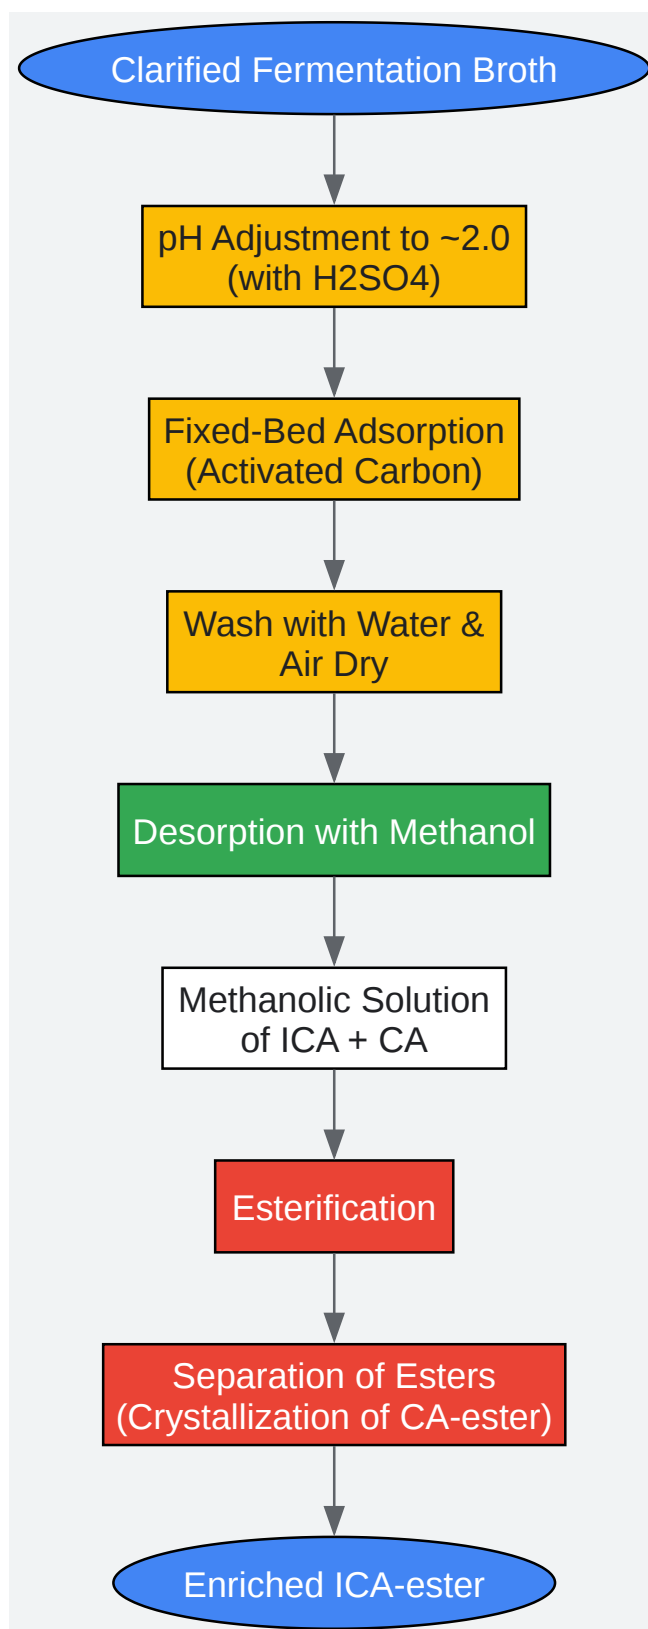 Clarified Fermentation Broth
pH Adjustment to ~2.0
(with H2SO4)
Fixed-Bed Adsorption
(Activated Carbon)
Wash with Water &
Air Dry
Desorption with Methanol
Methanolic Solution
of ICA + CA
Esterification
Separation of Esters
(Crystallization of CA-ester)
Enriched ICA-ester